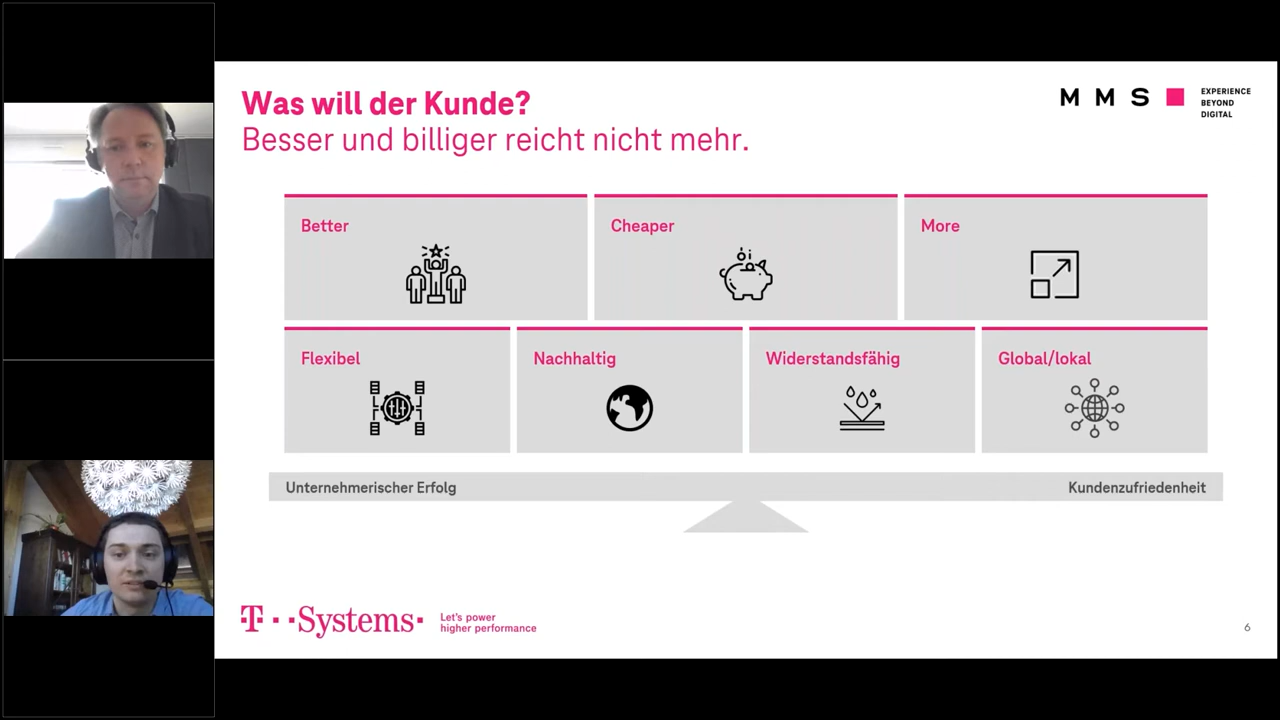 Was will der Kunde?
Besser und billiger reicht nicht mehr.
M M S
EXPERIENCE
BEYOND
DIGITAL
Better
Cheaper
More
Flexibel
Nachhaltig
Widerstandsfähig
Global/lokal
Unternehmerischer Erfolg
Kundenzufriedenheit
T · · Systems ·
Let's power
higher performance
6